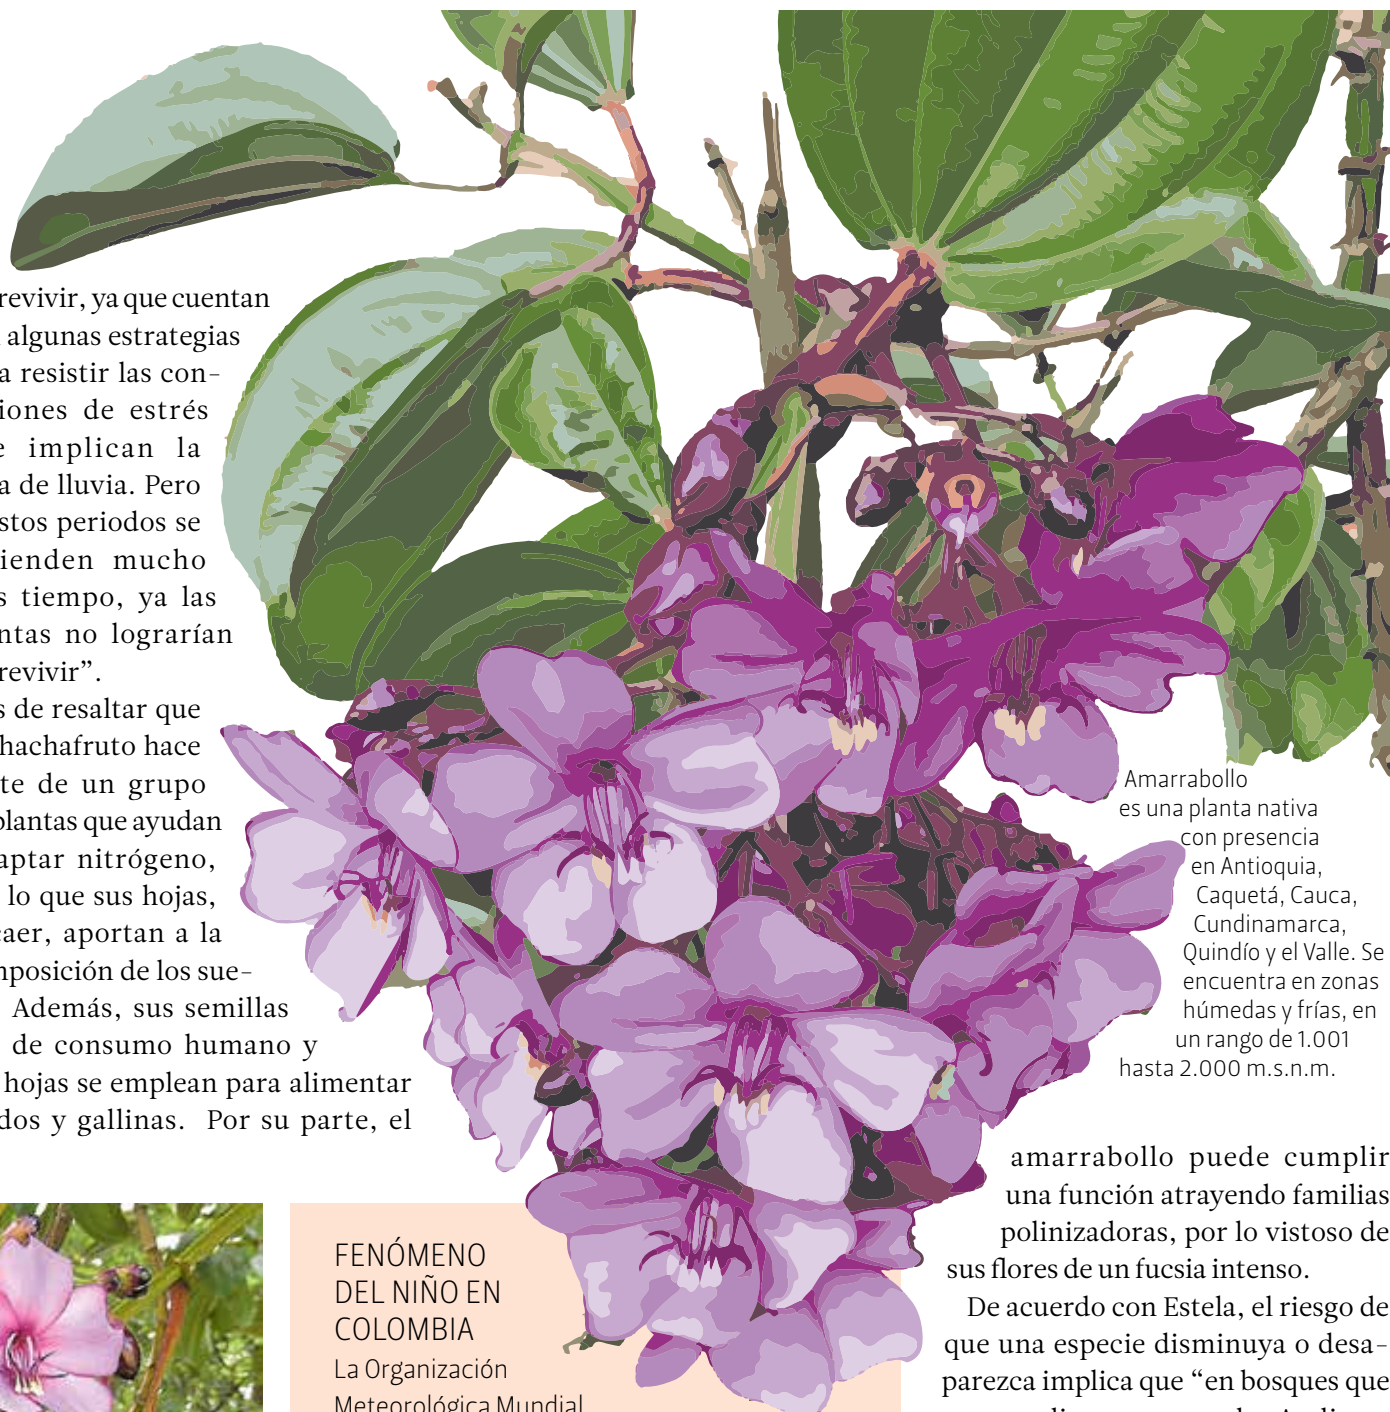 revivir, ya que cuentan
algunas estrategias
a resistir las con-
iones de estrés
e implican la
a de lluvia. Pero
stos periodos se
ienden mucho
s tiempo, ya las
ntas no lograrían
revivir”.
s de resaltar que
hachafruto hace
te de un grupo
plantas que ayudan
aptar nitrógeno,
lo que sus hojas,
caer, aportan a la
mposición de los sue-
Además, sus semillas
de consumo humano y
hojas se emplean para alimentar
dos y gallinas. Por su parte, el
Amarrabollo
es una planta nativa
con presencia
en Antioquia,
Caquetá, Cauca,
Cundinamarca,
Quindío y el Valle. Se
encuentra en zonas
húmedas y frías, en
un rango de 1.001
hasta 2.000 m.s.n.m.
amarrabollo puede cumplir
una función atrayendo familias
polinizadoras, por lo vistoso de
sus flores de un fucsia intenso.
De acuerdo con Estela, el riesgo de
que una especie disminuya o desa-
parezca implica que “en bosques que
FENÓMENO
DEL NIÑO EN
COLOMBIA
La Organización
Meteorológica Mundial